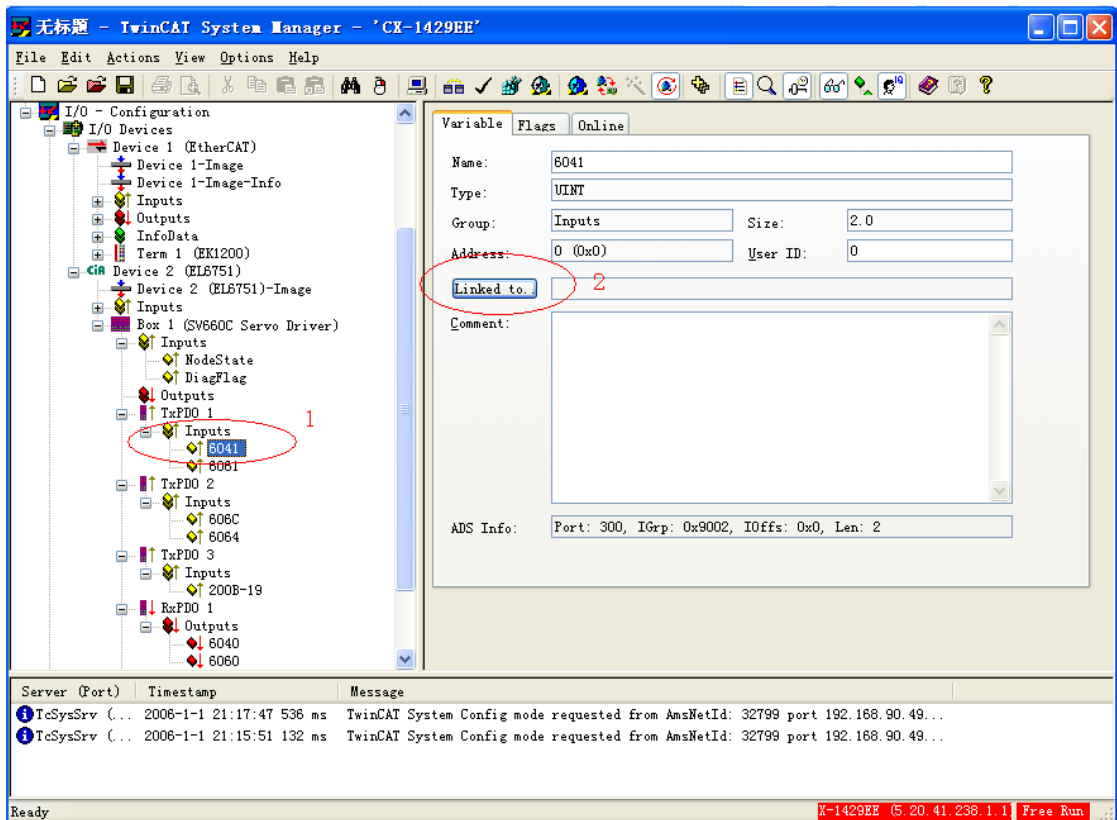 无标题 - TwinCAT System Manager - 'CX-1429EE'
File Edit Actions View Options Help
I/O - Configuration
I/O Devices
Device 1 (EtherCAT)
Device 1-Image
Device 1-Image-Info
Inputs
Outputs
InfoData
Term 1 (EK1200)
CiA Device 2 (EL6751)
Device 2 (EL6751)-Image
Inputs
Box 1 (SV660C Servo Driver)
Inputs
NodeState
DiagFlag
Outputs
TxPDO 1
1
Inputs
6041
6061
TxPDO 2
Inputs
606C
6064
TxPDO 3
Inputs
200B-19
RxPDO 1
Outputs
6040
6060
Variable Flags Online
Name: 6041
Type: UINT
Group: Inputs Size: 2.0
Address: 0 (0x0) User ID: 0
Linked to.. 2
Comment:
ADS Info: Port: 300, IGrp: 0x9002, IOffs: 0x0, Len: 2
Server (Port) Timestamp Message
TcSysSrv (... 2006-1-1 21:17:47 536 ms TwinCAT System Config mode requested from AmsNetId: 32799 port 192.168.90.49...
TcSysSrv (... 2006-1-1 21:15:51 132 ms TwinCAT System Config mode requested from AmsNetId: 32799 port 192.168.90.49...
Ready X-1429EE (5.20.41.238.1.1) Free Run